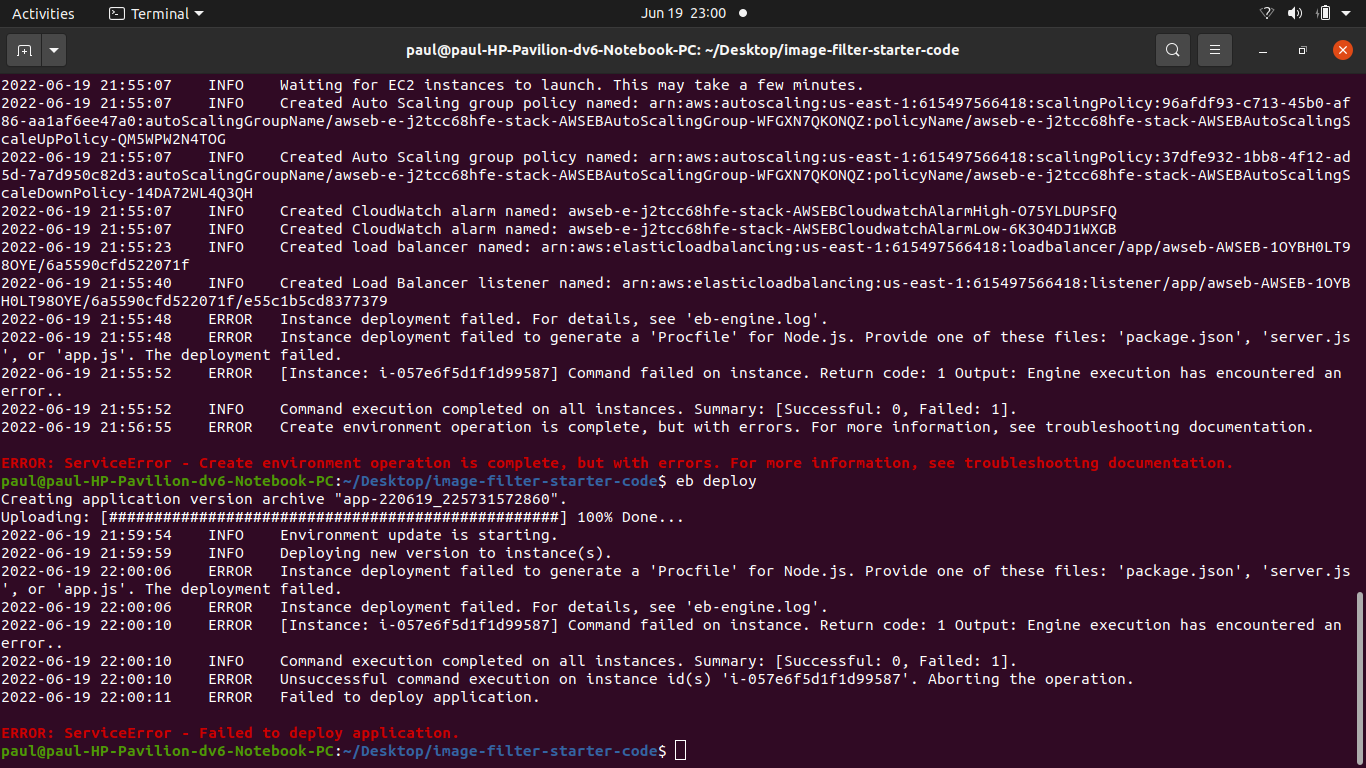 Activities Terminal Jun 19 23:00
paul@paul-HP-Pavilion-dv6-Notebook-PC: ~/Desktop/image-filter-starter-code
2022-06-19 21:55:07 INFO Waiting for EC2 instances to launch. This may take a few minutes.
2022-06-19 21:55:07 INFO Created Auto Scaling group policy named: arn:aws:autoscaling:us-east-1:615497566418:scalingPolicy:96afdf93-c713-45b0-af
86-aa1af6ee47a0:autoScalingGroupName/awseb-e-j2tcc68hfe-stack-AWSEBAutoScalingGroup-WFGXN7QKONQZ:policyName/awseb-e-j2tcc68hfe-stack-AWSEBAutoScalingS
caleUpPolicy-QM5WPW2N4TOG
2022-06-19 21:55:07 INFO Created Auto Scaling group policy named: arn:aws:autoscaling:us-east-1:615497566418:scalingPolicy:37dfe932-1bb8-4f12-ad
5d-7a7d950c82d3:autoScalingGroupName/awseb-e-j2tcc68hfe-stack-AWSEBAutoScalingGroup-WFGXN7QKONQZ:policyName/awseb-e-j2tcc68hfe-stack-AWSEBAutoScalingS
caleDownPolicy-14DA72WL4Q3QH
2022-06-19 21:55:07 INFO Created CloudWatch alarm named: awseb-e-j2tcc68hfe-stack-AWSEBCloudwatchAlarmHigh-O75YLDUPSFQ
2022-06-19 21:55:07 INFO Created CloudWatch alarm named: awseb-e-j2tcc68hfe-stack-AWSEBCloudwatchAlarmLow-6K3O4DJ1WXGB
2022-06-19 21:55:23 INFO Created load balancer named: arn:aws:elasticloadbalancing:us-east-1:615497566418:loadbalancer/app/awseb-AWSEB-1OYBH0LT9
8OYE/6a5590cfd522071f
2022-06-19 21:55:40 INFO Created Load Balancer listener named: arn:aws:elasticloadbalancing:us-east-1:615497566418:listener/app/awseb-AWSEB-1OYB
H0LT98OYE/6a5590cfd522071f/e55c1b5cd8377379
2022-06-19 21:55:48 ERROR Instance deployment failed. For details, see 'eb-engine.log'.
2022-06-19 21:55:48 ERROR Instance deployment failed to generate a 'Procfile' for Node.js. Provide one of these files: 'package.json', 'server.js
', or 'app.js'. The deployment failed.
2022-06-19 21:55:52 ERROR [Instance: i-057e6f5d1f1d99587] Command failed on instance. Return code: 1 Output: Engine execution has encountered an
error..
2022-06-19 21:55:52 INFO Command execution completed on all instances. Summary: [Successful: 0, Failed: 1].
2022-06-19 21:56:55 ERROR Create environment operation is complete, but with errors. For more information, see troubleshooting documentation.
ERROR: ServiceError - Create environment operation is complete, but with errors. For more information, see troubleshooting documentation.
paul@paul-HP-Pavilion-dv6-Notebook-PC:~/Desktop/image-filter-starter-code$ eb deploy
Creating application version archive "app-220619_225731572860".
Uploading: [##################################################] 100% Done...
2022-06-19 21:59:54 INFO Environment update is starting.
2022-06-19 21:59:59 INFO Deploying new version to instance(s).
2022-06-19 22:00:06 ERROR Instance deployment failed to generate a 'Procfile' for Node.js. Provide one of these files: 'package.json', 'server.js
', or 'app.js'. The deployment failed.
2022-06-19 22:00:06 ERROR Instance deployment failed. For details, see 'eb-engine.log'.
2022-06-19 22:00:10 ERROR [Instance: i-057e6f5d1f1d99587] Command failed on instance. Return code: 1 Output: Engine execution has encountered an
error..
2022-06-19 22:00:10 INFO Command execution completed on all instances. Summary: [Successful: 0, Failed: 1].
2022-06-19 22:00:10 ERROR Unsuccessful command execution on instance id(s) 'i-057e6f5d1f1d99587'. Aborting the operation.
2022-06-19 22:00:11 ERROR Failed to deploy application.
ERROR: ServiceError - Failed to deploy application.
paul@paul-HP-Pavilion-dv6-Notebook-PC:~/Desktop/image-filter-starter-code$